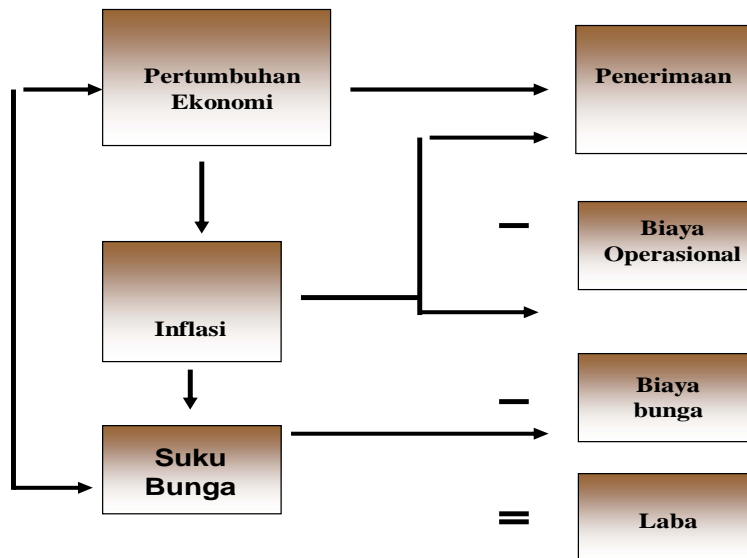 Pertumbuhan
Ekonomi
Penerimaan
–
Biaya
Operasional
Inflasi
–
Biaya
bunga
Suku
Bunga
=
Laba